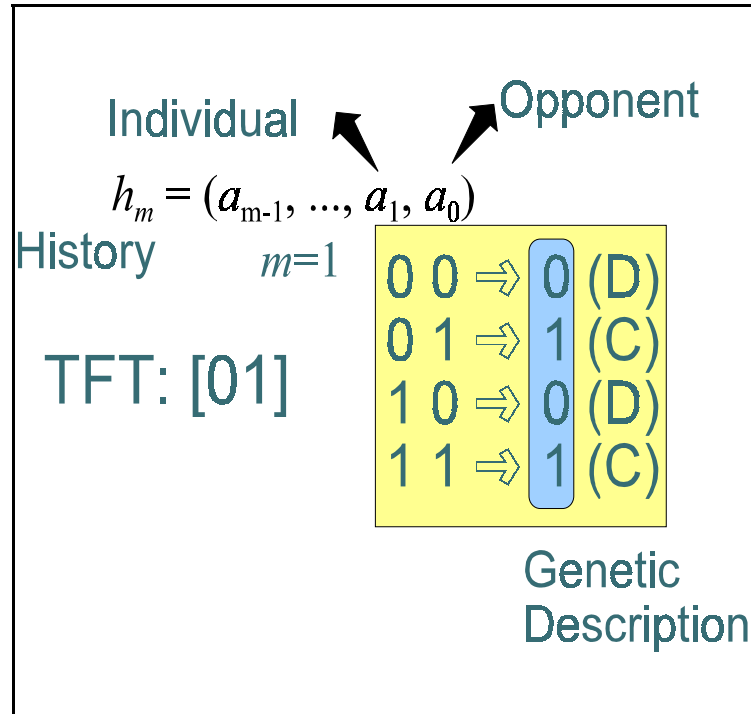 Individual
Opponent
hₘ = (aₘ₋₁, ..., a₁, a₀)
History
m=1
0 0 ⇨ 0 (D)
0 1 ⇨ 1 (C)
TFT: [01]
1 0 ⇨ 0 (D)
1 1 ⇨ 1 (C)
Genetic
Description